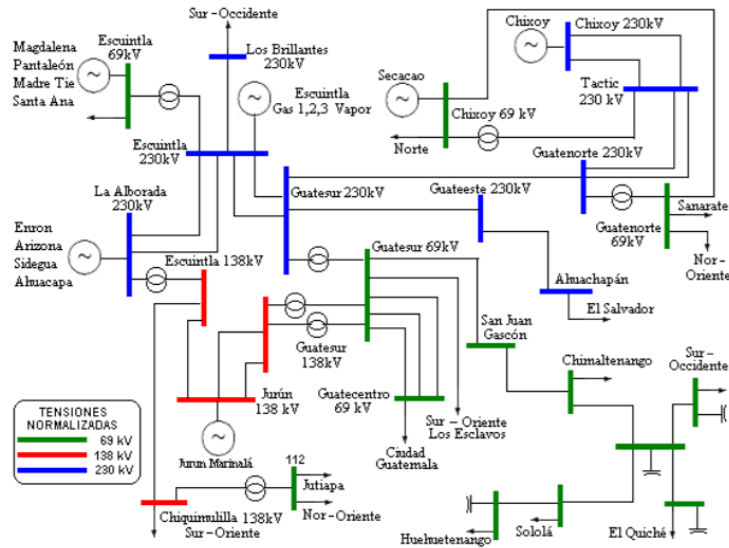 Sur - Occidente
Magdalena
Pantaleón
Madre Tie
Santa Ana
Escuintla
69kV
Los Brillantes
230kV
Escuintla
Gas 1,2,3 Vapor
Chixoy
Chixoy 230kV
Secacao
Tactic
230 kV
Chixoy 69 kV
Norte
Escuintla
230kV
Guatenorte 230kV
La Alborada
230kV
Guatesur 230kV
Guateeste 230kV
Sanarate
Guatenorte
69kV
Nor -
Oriente
Enron
Arizona
Sidegua
Ahuacapa
Escuintla 138kV
Guatesur 69kV
Ahuachapán
El Salvador
Guatesur
138kV
San Juan
Gascón
Chimaltenango
Sur -
Occidente
Jurún
138 kV
Guatecentro
69 kV
Sur - Oriente
Los Esclavos
TENSIONES
NORMALIZADAS
69 kV
138 kV
230 kV
Jurun Marinalá
Ciudad
Guatemala
112
Jutiapa
Nor-Oriente
Chiquimulilla 138kV
Sur - Oriente
Huehuetenango
Sololá
El Quiché